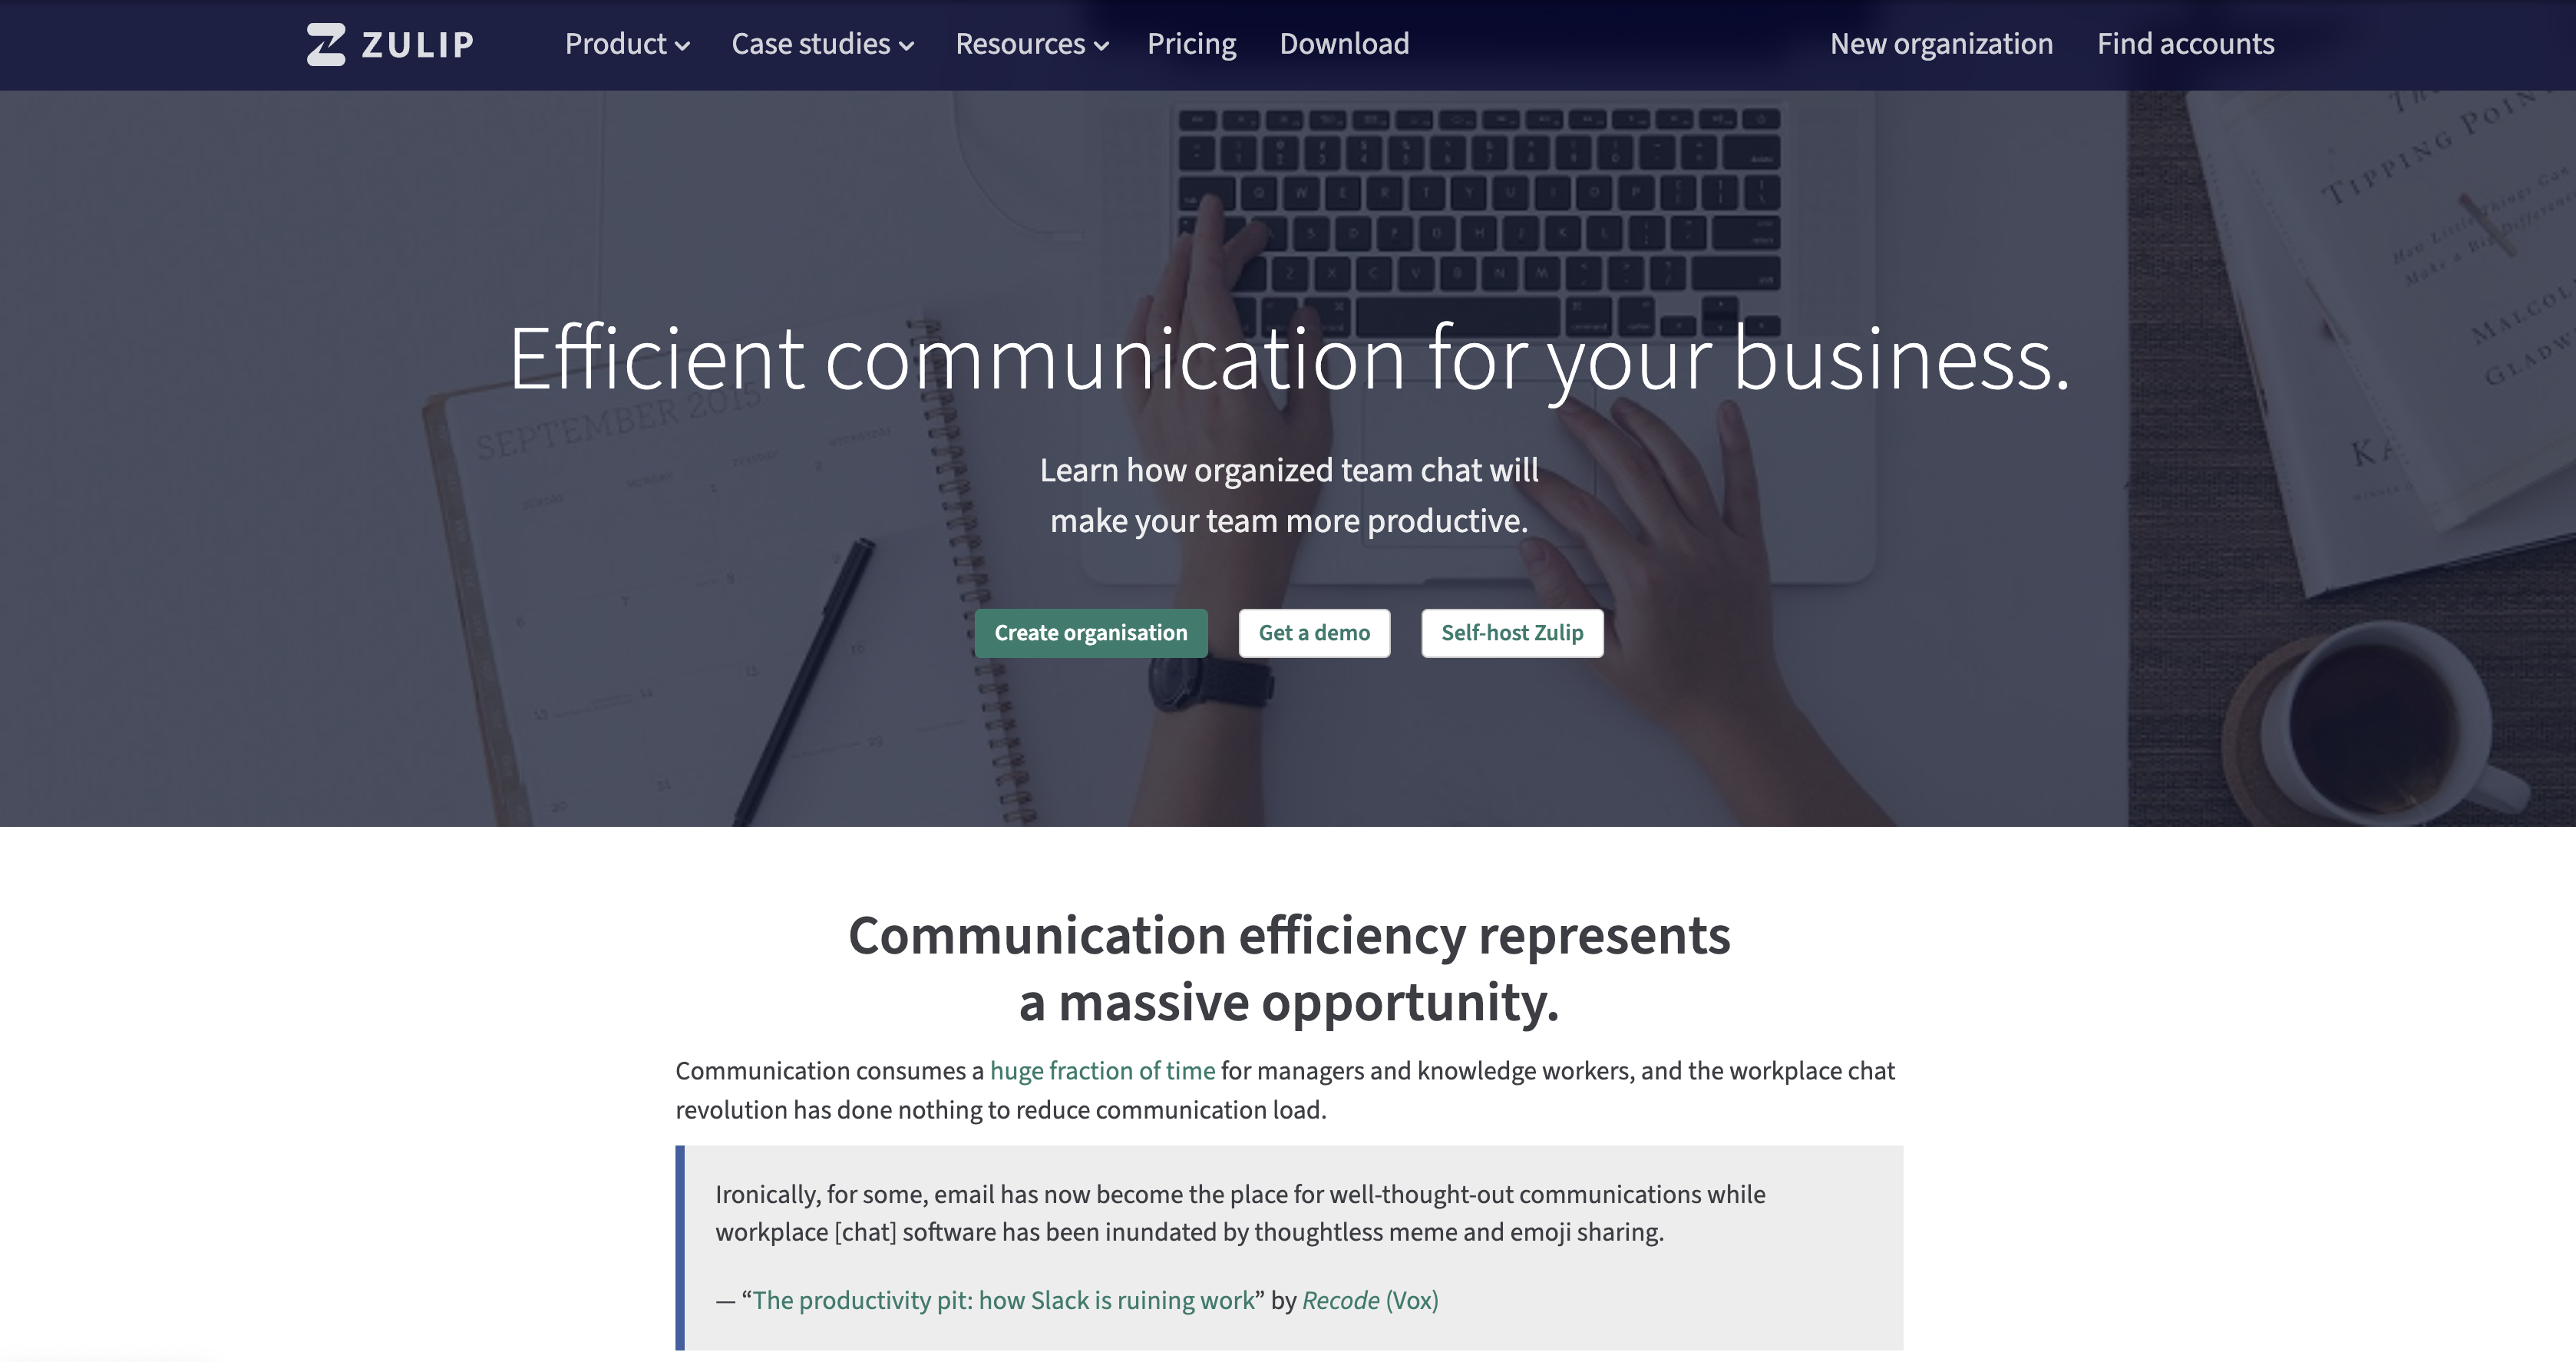 ZULIP
Product
Case studies
Resources
Pricing
Download
New organization
Find accounts
TIPPING POIN
MALCOL
GLADW
KA
SEPTEMBER 2015
Efficient communication for your business.
Learn how organized team chat will
make your team more productive.
Create organisation
Get a demo
Self-host Zulip
Communication efficiency represents
a massive opportunity.
Communication consumes a huge fraction of time for managers and knowledge workers, and the workplace chat
revolution has done nothing to reduce communication load.
Ironically, for some, email has now become the place for well-thought-out communications while
workplace [chat] software has been inundated by thoughtless meme and emoji sharing.
— “The productivity pit: how Slack is ruining work” by Recode (Vox)